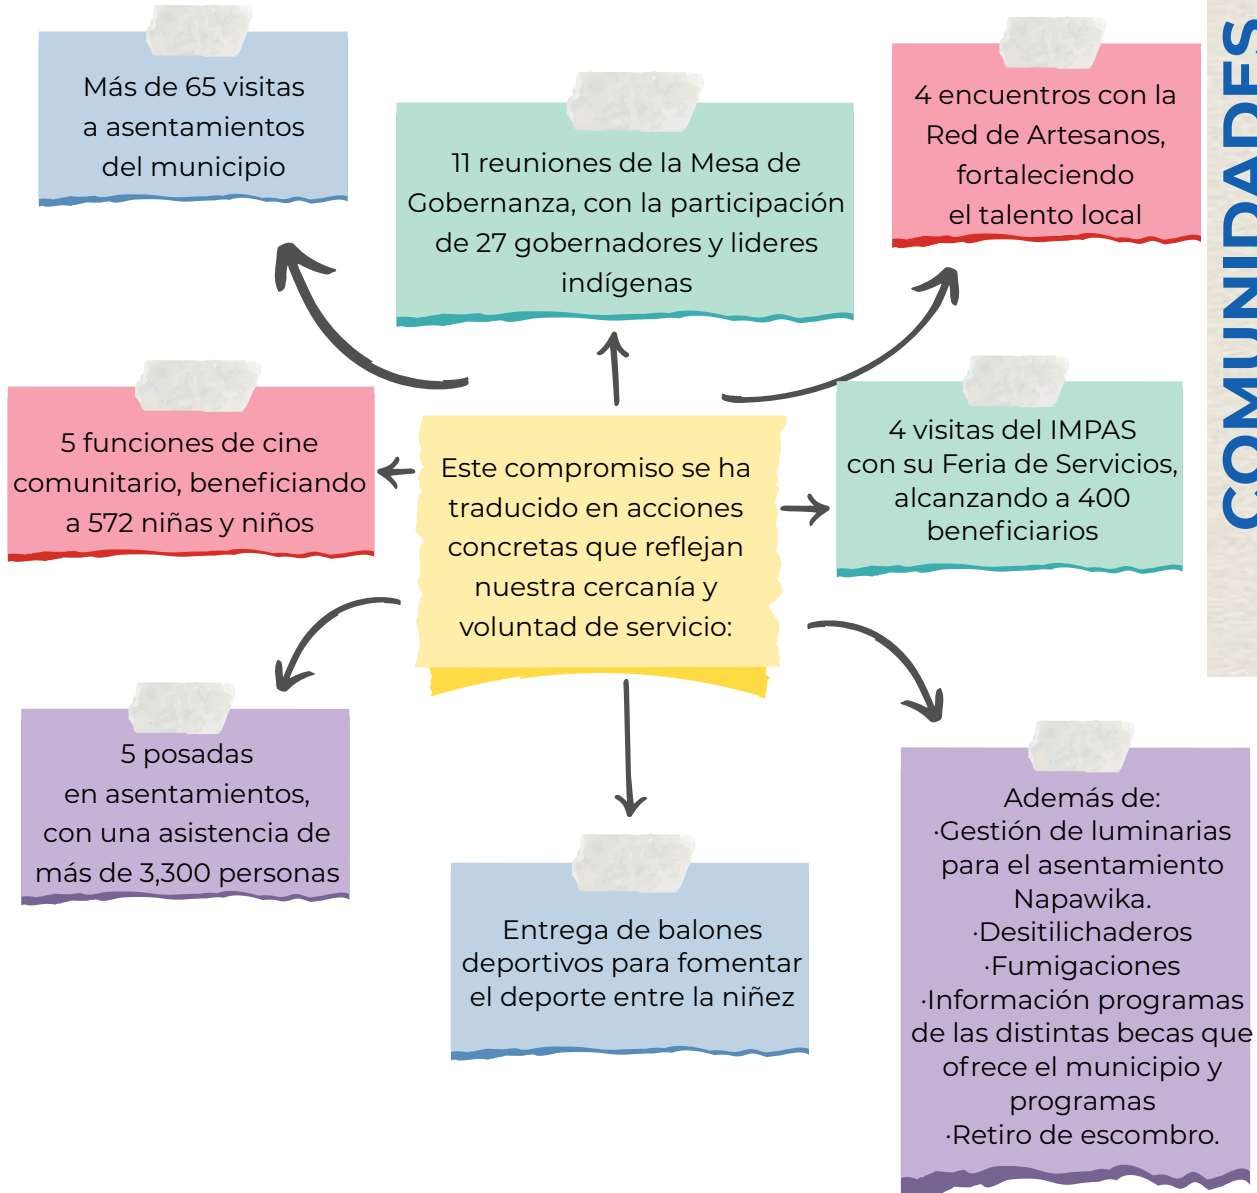 Más de 65 visitas
a asentamientos
del municipio
11 reuniones de la Mesa de
Gobernanza, con la participación
de 27 gobernadores y lideres
indígenas
4 encuentros con la
Red de Artesanos,
fortaleciendo
el talento local
COMUNIDADES
5 funciones de cine
comunitario, beneficiando
a 572 niñas y niños
Este compromiso se ha
traducido en acciones
concretas que reflejan
nuestra cercanía y
voluntad de servicio:
4 visitas del IMPAS
con su Feria de Servicios,
alcanzando a 400
beneficiarios
5 posadas
en asentamientos,
con una asistencia de
más de 3,300 personas
Entrega de balones
deportivos para fomentar
el deporte entre la niñez
Además de:
·Gestión de luminarias
para el asentamiento
Napawika.
·Desitilichaderos
·Fumigaciones
·Información programas
de las distintas becas que
ofrece el municipio y
programas
·Retiro de escombro.